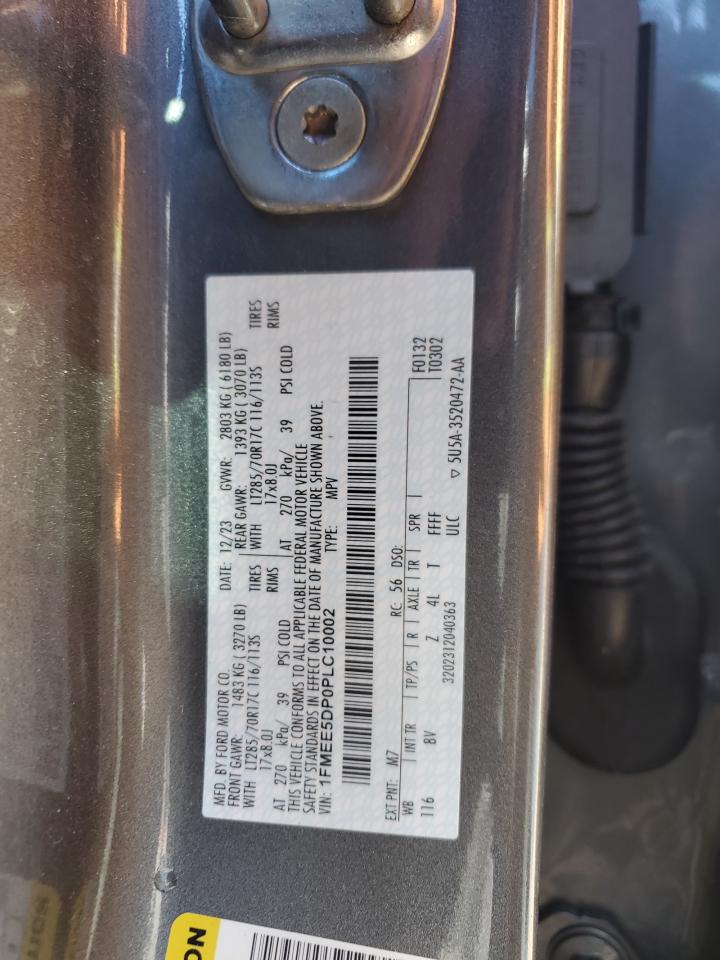 MFD. BY FORD MOTOR CO.
DATE: 12/23 GVWR: 2803 KG ( 6180 LB)
FRONT GAWR: 1483 KG ( 3270 LB)
REAR GAWR: 1393 KG ( 3070 LB)
WITH LT285/70R17C 116/113S TIRES
WITH LT285/70R17C 116/113S TIRES
17x8.0J RIMS
17x8.0J RIMS
AT 270 kPa/ 39 PSI COLD
AT 270 kPa/ 39 PSI COLD
THIS VEHICLE CONFORMS TO ALL APPLICABLE FEDERAL MOTOR VEHICLE
SAFETY STANDARDS IN EFFECT ON THE DATE OF MANUFACTURE SHOWN ABOVE.
VIN: 1FMEE5DP0PLC10002 TYPE: MPV
EXT PNT: M7 RC: 56 DSO: F0132
WB INT TR TP/PS R AXLE TR SPR T0302
116 8V Z 4L T FFFF
3202312040363 ULC ▽ 5U5A-3520472-AA
ON